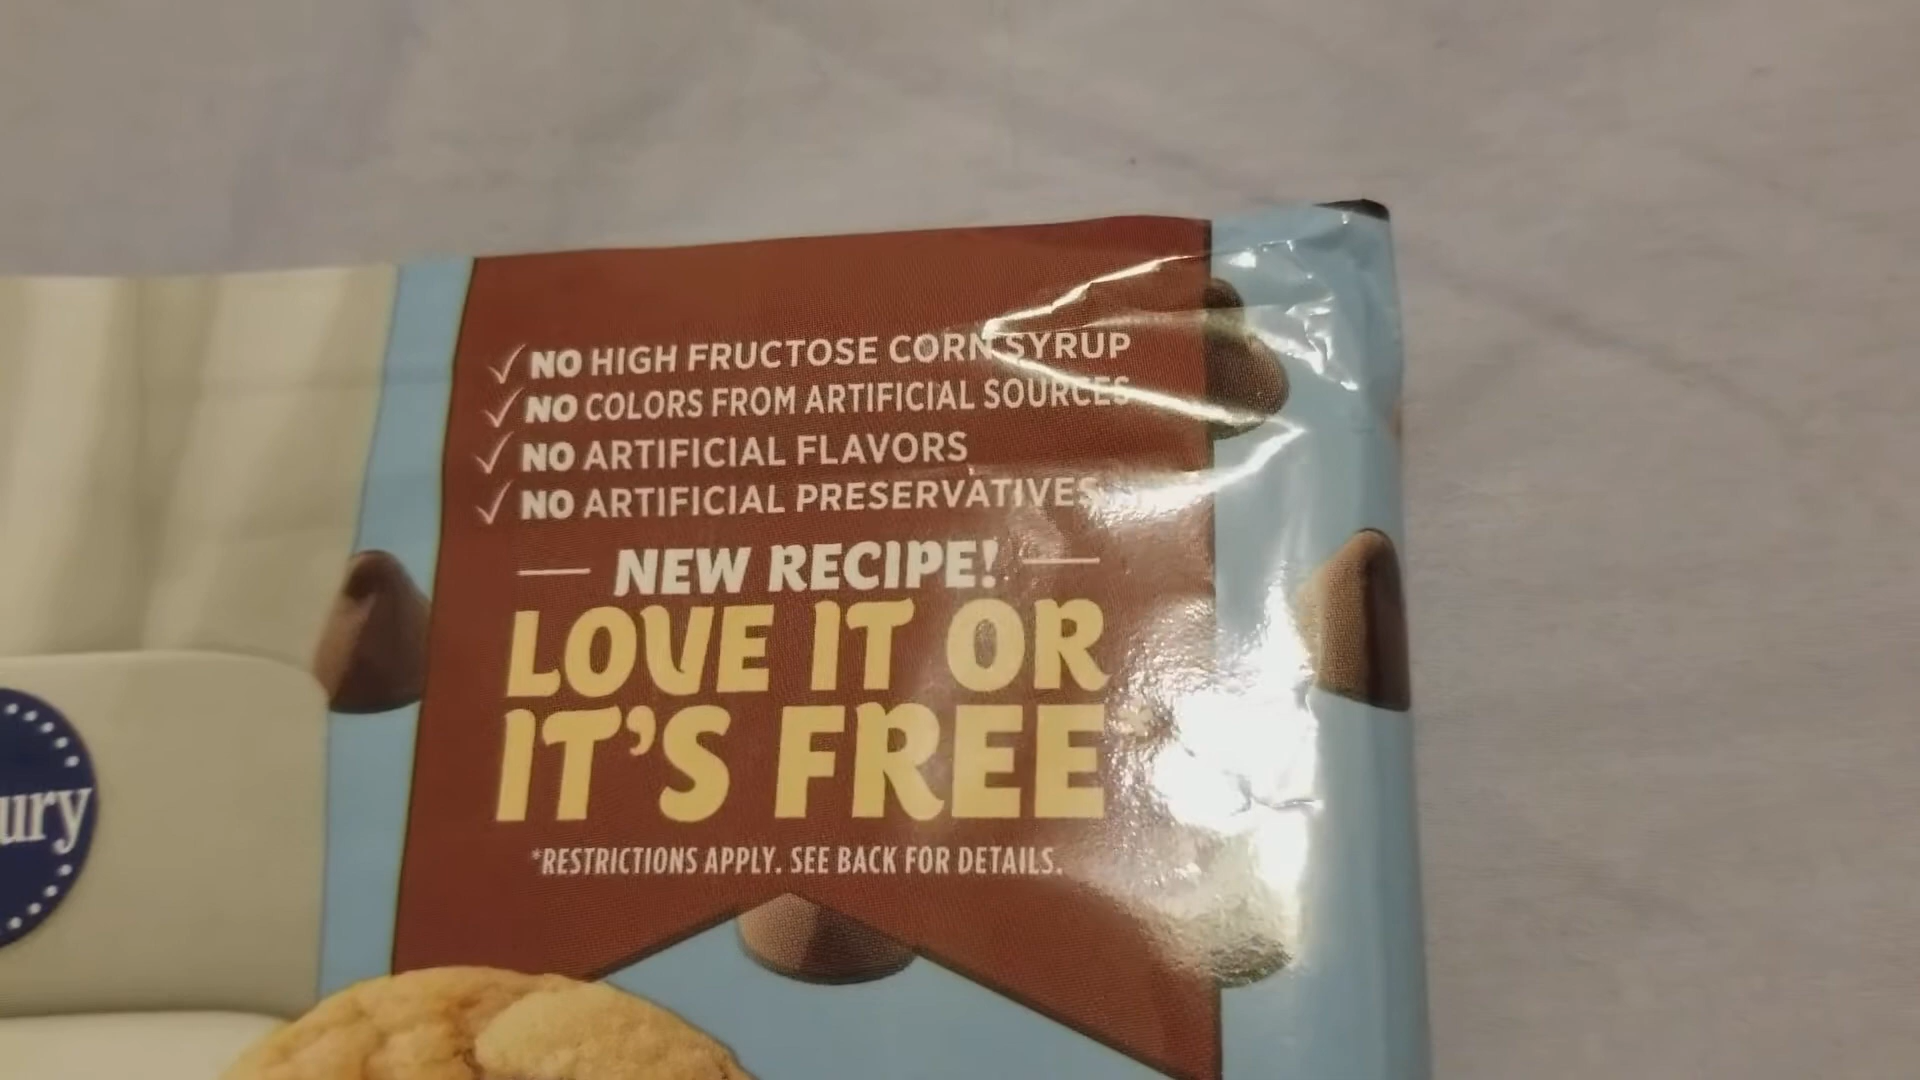 NO HIGH FRUCTOSE CORN SYRUP
NO COLORS FROM ARTIFICIAL SOURCES
NO ARTIFICIAL FLAVORS
NO ARTIFICIAL PRESERVATIVES
NEW RECIPE!
LOVE IT OR
IT'S FREE*
ury
*RESTRICTIONS APPLY. SEE BACK FOR DETAILS.